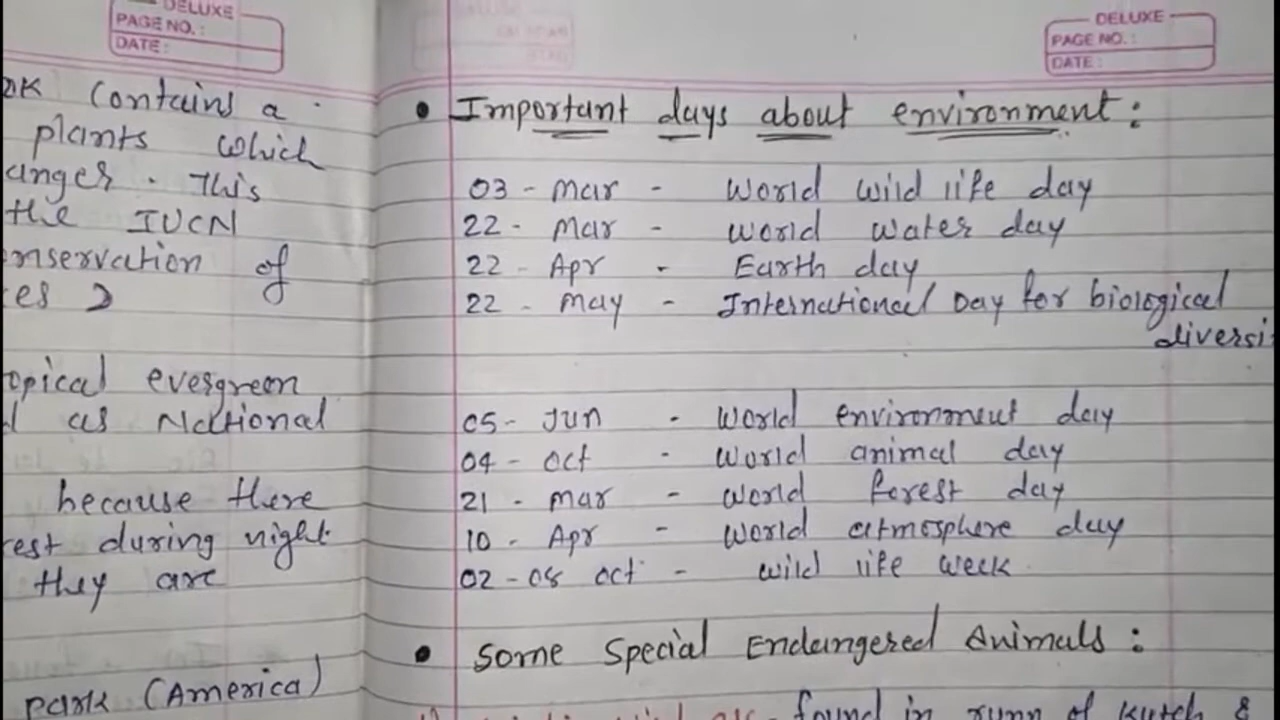 DELUXE
PAGE NO. :
DATE :
Contains a
plants which
anger. This
the IUCN
onservation of
es )
opical evergreen
d as National
because there
rest during night.
they are
park (America)
DELUXE
PAGE NO. :
DATE :
• Important days about environment :
03 - mar - World wild life day
22 - Mar - World water day
22 - Apr - Earth day
22 - may - International Day for biological
diversi
05 - Jun - World environment day
04 - oct - World animal day
21 - mar - World forest day
10 - Apr - World atmosphere day
02 - 08 oct - wild life week
• Some Special Endangered Animals :
found in runn of kutch &